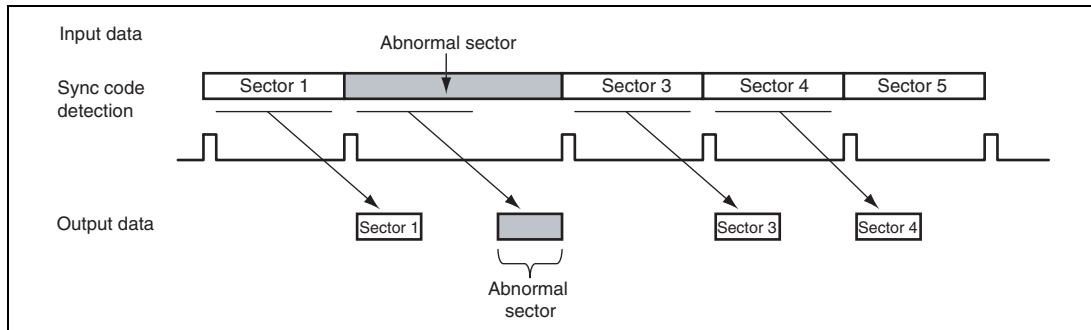 Input data
Abnormal sector
Sync code
detection
Sector 1
Sector 3
Sector 4
Sector 5
Output data
Sector 1
Sector 3
Sector 4
Abnormal
sector